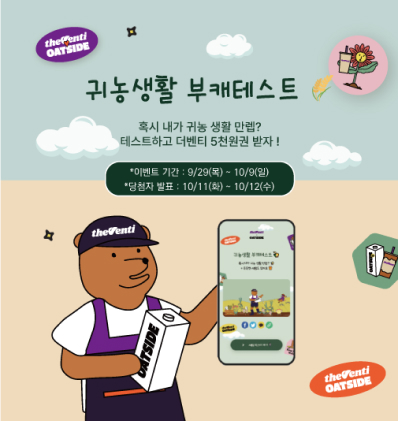 theVenti
OATSIDE
귀농생활 부캐테스트
혹시 내가 귀농 생활 만렙?
테스트하고 더벤티 5천원권 받자 !
*이벤트 기간 : 9/29(목) ~ 10/9(일)
*당첨자 발표 : 10/11(화) ~ 10/12(수)
theVenti
theVenti
OATSIDE
귀농생활 부캐테스트
OATSIDE
theVenti
OATSIDE